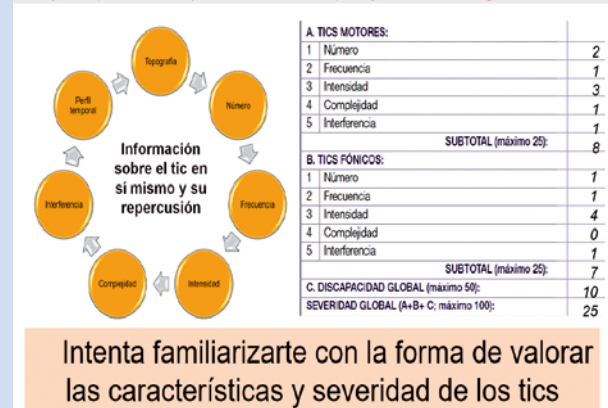 Topografía
Número
Frecuencia
Intensidad
Complejidad
Interferencia
Perfil
temporal
Información
sobre el tic en
sí mismo y su
repercusión
A. TICS MOTORES:
1 Número 2
2 Frecuencia 1
3 Intensidad 3
4 Complejidad 1
5 Interferencia 1
SUBTOTAL (máximo 25): 8
B. TICS FÓNICOS:
1 Número 1
2 Frecuencia 1
3 Intensidad 4
4 Complejidad 0
5 Interferencia 1
SUBTOTAL (máximo 25): 7
C. DISCAPACIDAD GLOBAL (máximo 50): 10
SEVERIDAD GLOBAL (A+B+ C; máximo 100): 25
Intenta familiarizarte con la forma de valorar
las características y severidad de los tics